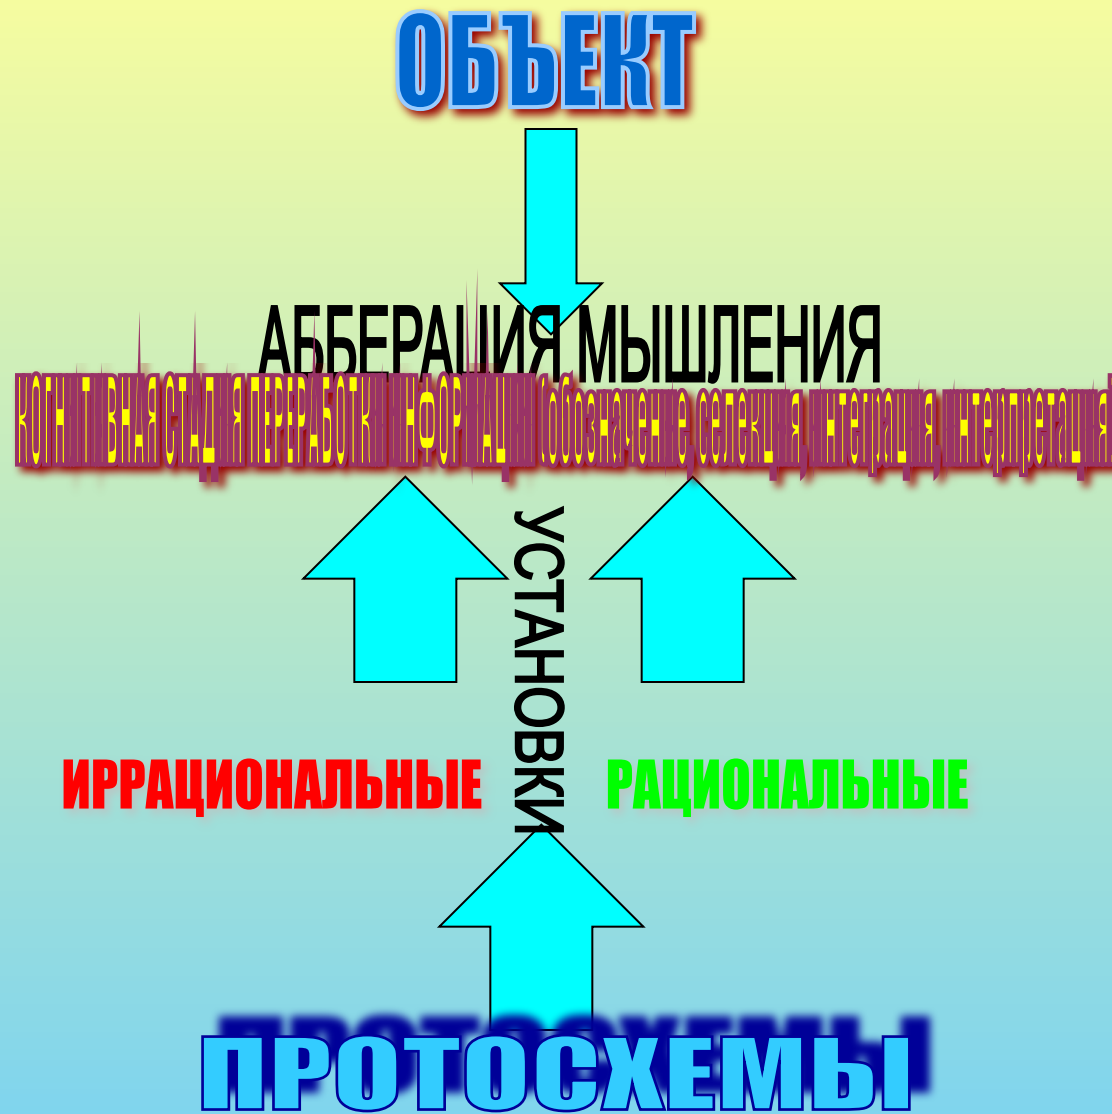 ОБЪЕКТ
АББЕРАЦИЯ МЫШЛЕНИЯ
КОГНИТИВНАЯ СТАДИЯ ПЕРЕРАБОТКИ ИНФОРМАЦИИ (обозначение, селекция, интеграция, интерпретация)
УСТАНОВКИ
ИРРАЦИОНАЛЬНЫЕ РАЦИОНАЛЬНЫЕ
ПРОТОСХЕМЫ